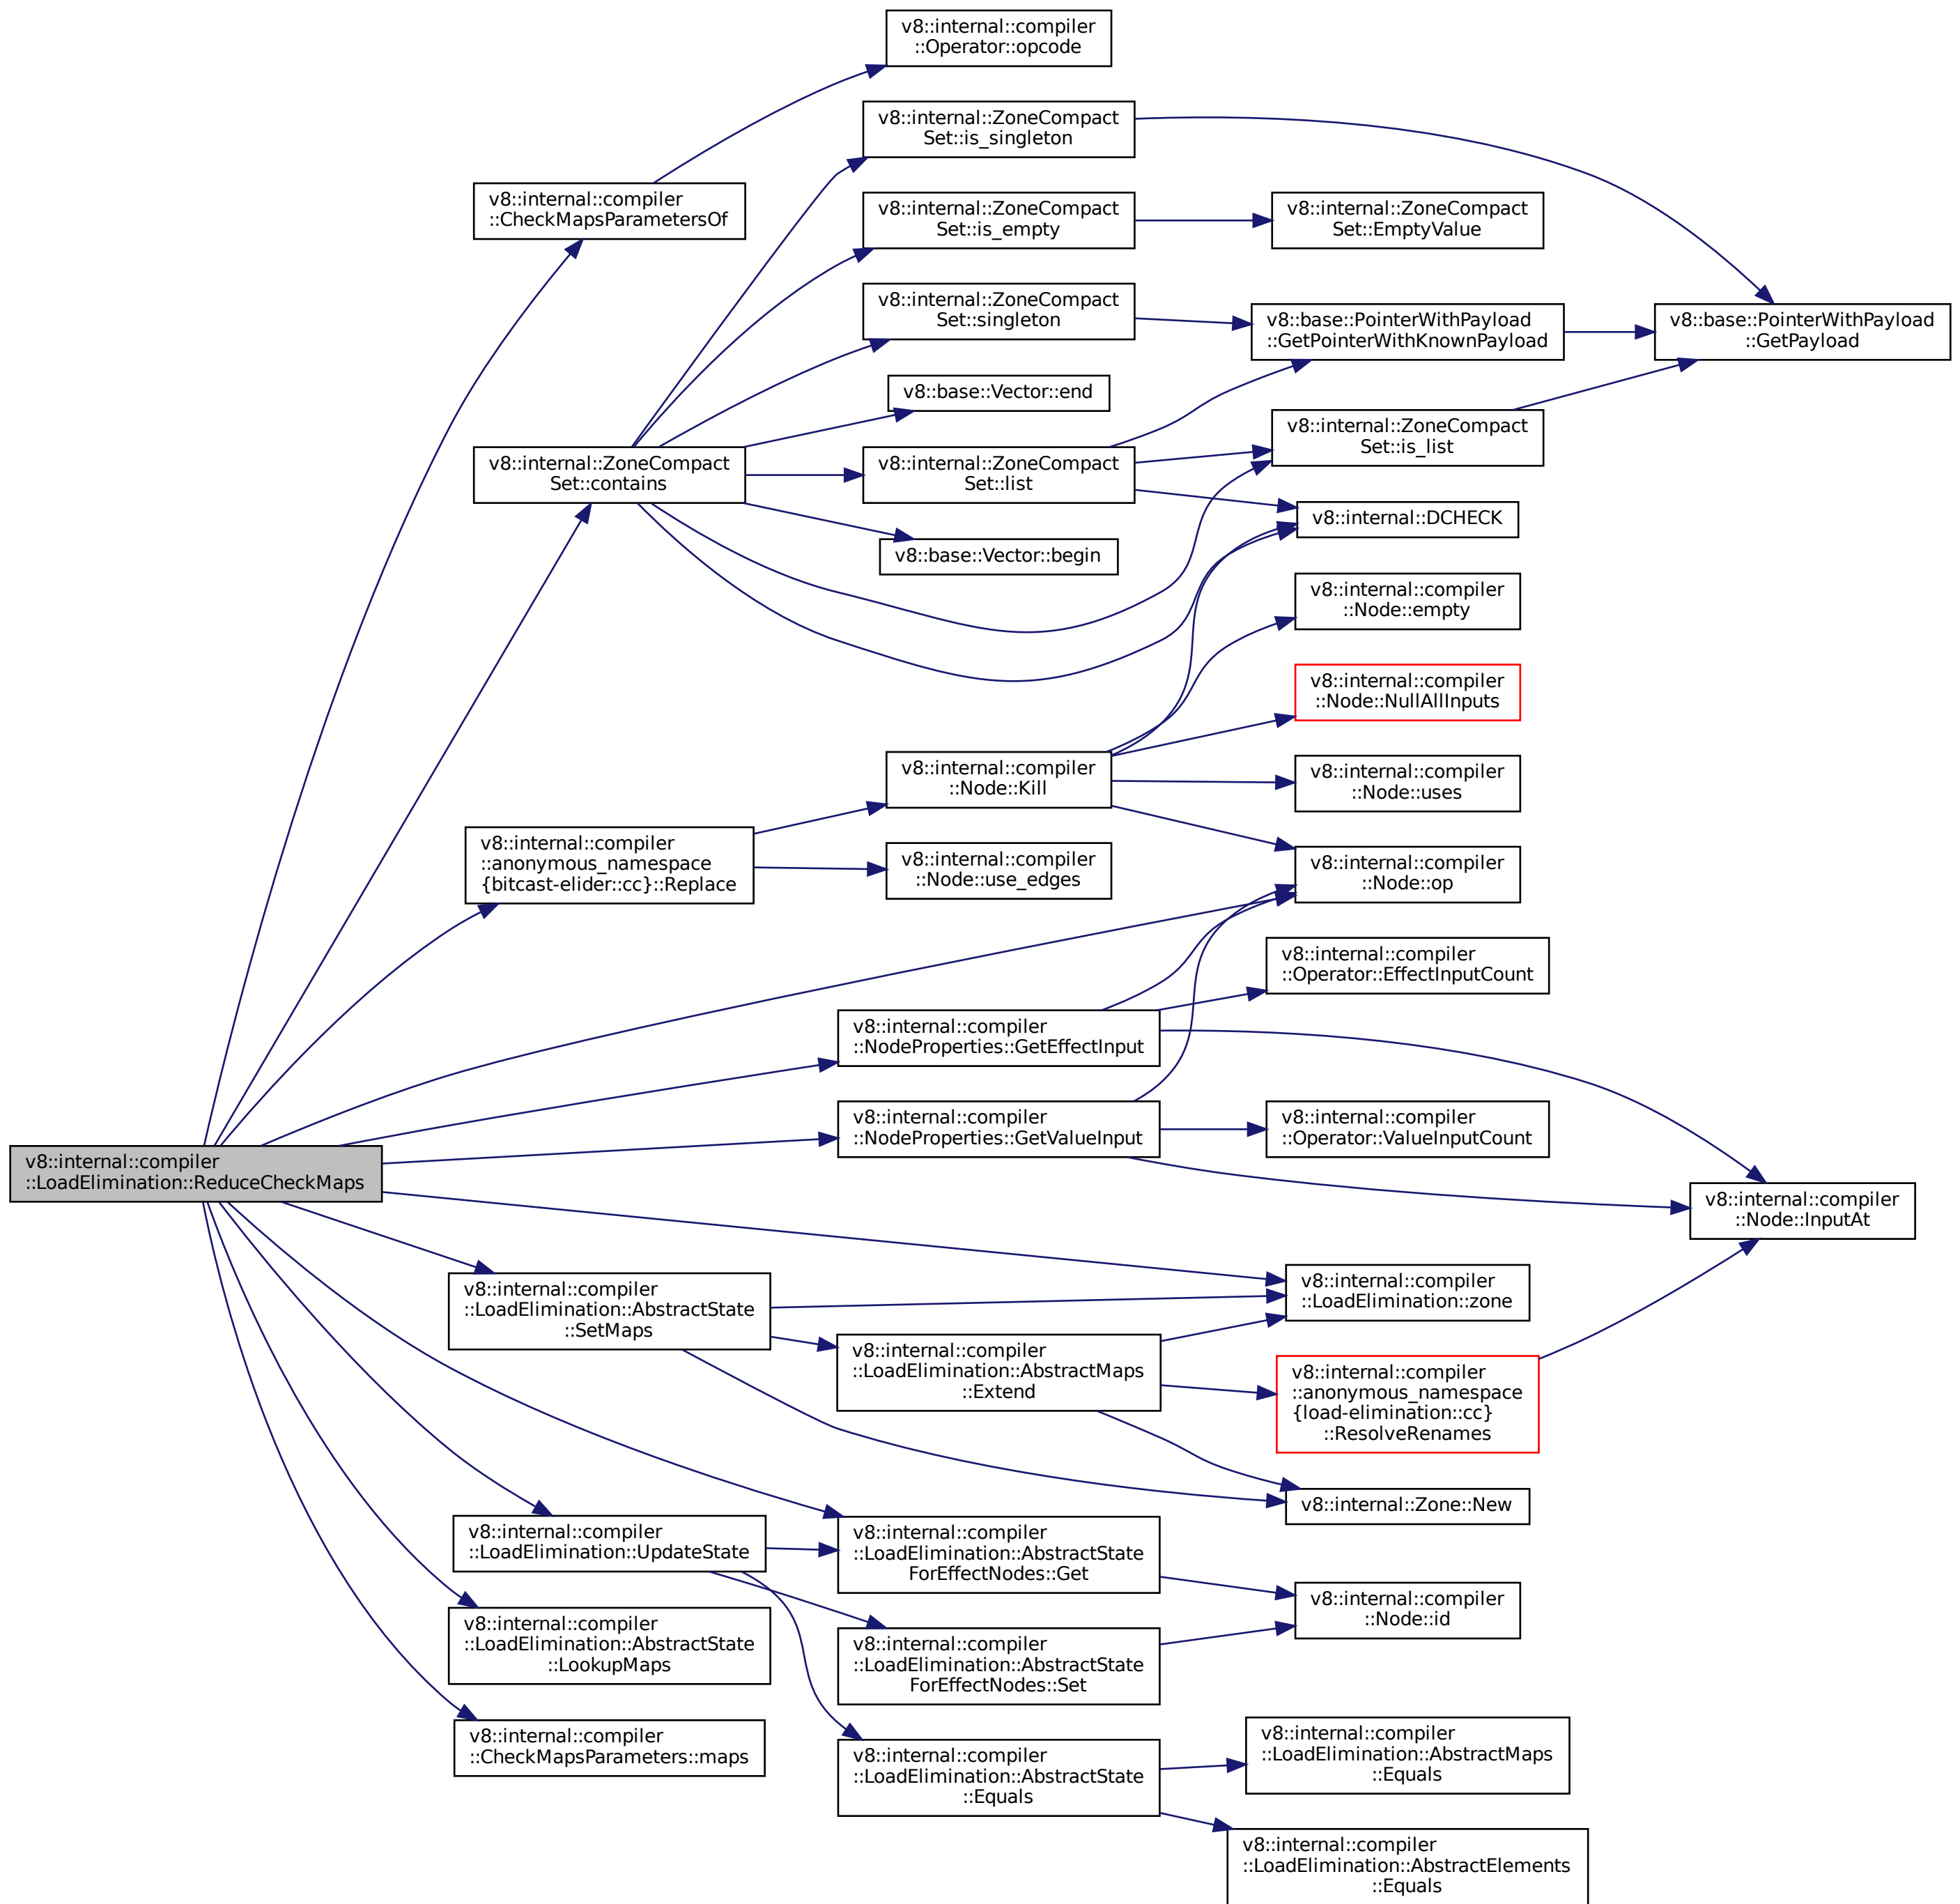 v8::internal::compiler
::Operator::opcode
v8::internal::ZoneCompact
Set::is_singleton
v8::internal::compiler
::CheckMapsParametersOf
v8::internal::ZoneCompact
Set::is_empty
v8::internal::ZoneCompact
Set::EmptyValue
v8::internal::ZoneCompact
Set::singleton
v8::base::PointerWithPayload
::GetPointerWithKnownPayload
v8::base::PointerWithPayload
::GetPayload
v8::base::Vector::end
v8::internal::ZoneCompact
Set::is_list
v8::internal::ZoneCompact
Set::contains
v8::internal::ZoneCompact
Set::list
v8::internal::DCHECK
v8::base::Vector::begin
v8::internal::compiler
::Node::empty
v8::internal::compiler
::Node::NullAllInputs
v8::internal::compiler
::Node::Kill
v8::internal::compiler
::Node::uses
v8::internal::compiler
::anonymous_namespace
{bitcast-elider::cc}::Replace
v8::internal::compiler
::Node::use_edges
v8::internal::compiler
::Node::op
v8::internal::compiler
::Operator::EffectInputCount
v8::internal::compiler
::NodeProperties::GetEffectInput
v8::internal::compiler
::NodeProperties::GetValueInput
v8::internal::compiler
::Operator::ValueInputCount
v8::internal::compiler
::LoadElimination::ReduceCheckMaps
v8::internal::compiler
::Node::InputAt
v8::internal::compiler
::LoadElimination::AbstractState
::SetMaps
v8::internal::compiler
::LoadElimination::zone
v8::internal::compiler
::LoadElimination::AbstractMaps
::Extend
v8::internal::compiler
::anonymous_namespace
{load-elimination::cc}
::ResolveRenames
v8::internal::Zone::New
v8::internal::compiler
::LoadElimination::UpdateState
v8::internal::compiler
::LoadElimination::AbstractState
ForEffectNodes::Get
v8::internal::compiler
::Node::id
v8::internal::compiler
::LoadElimination::AbstractState
::LookupMaps
v8::internal::compiler
::LoadElimination::AbstractState
ForEffectNodes::Set
v8::internal::compiler
::CheckMapsParameters::maps
v8::internal::compiler
::LoadElimination::AbstractState
::Equals
v8::internal::compiler
::LoadElimination::AbstractMaps
::Equals
v8::internal::compiler
::LoadElimination::AbstractElements
::Equals